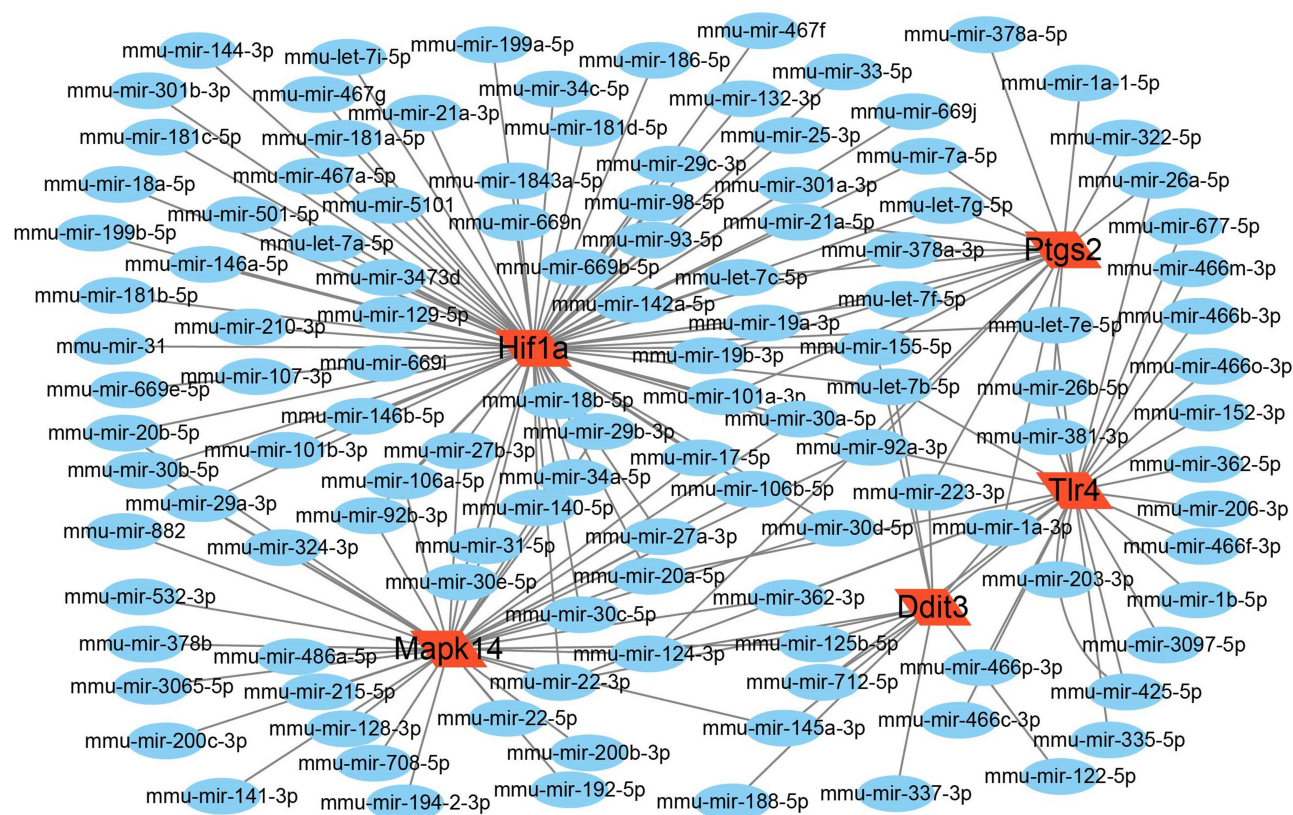 mmu-mir-467f
mmu-mir-378a-5p
mmu-mir-199a-5p
mmu-mir-144-3p
mmu-let-7i-5p
mmu-mir-186-5p
mmu-mir-33-5p
mmu-mir-1a-1-5p
mmu-mir-301b-3p
mmu-mir-467g
mmu-mir-34c-5p
mmu-mir-132-3p
mmu-mir-21a-3p
mmu-mir-669j
mmu-mir-181c-5p
mmu-mir-181a-5p
mmu-mir-181d-5p
mmu-mir-25-3p
mmu-mir-322-5p
mmu-mir-29c-3p
mmu-mir-7a-5p
mmu-mir-467a-5p
mmu-mir-18a-5p
mmu-mir-1843a-5p
mmu-mir-301a-3p
mmu-mir-26a-5p
mmu-mir-5101
mmu-mir-98-5p
mmu-let-7g-5p
mmu-mir-501-5p
mmu-mir-669n
mmu-mir-21a-5p
mmu-mir-677-5p
mmu-mir-199b-5p
mmu-let-7a-5p
mmu-mir-93-5p
mmu-mir-378a-3p
Ptgs2
mmu-mir-146a-5p
mmu-mir-669b-5p
mmu-mir-466m-3p
mmu-mir-3473d
mmu-let-7c-5p
mmu-mir-181b-5p
mmu-mir-142a-5p
mmu-let-7f-5p
mmu-mir-129-5p
mmu-mir-466b-3p
mmu-mir-210-3p
mmu-mir-19a-3p
mmu-let-7e-5p
mmu-mir-31
Hif1a
mmu-mir-155-5p
mmu-mir-19b-3p
mmu-mir-669i
mmu-mir-466o-3p
mmu-mir-107-3p
mmu-mir-669e-5p
mmu-let-7b-5p
mmu-mir-26b-5p
mmu-mir-101a-3p
mmu-mir-18b-5p
mmu-mir-146b-5p
mmu-mir-30a-5p
mmu-mir-152-3p
mmu-mir-20b-5p
mmu-mir-29b-3p
mmu-mir-381-3p
mmu-mir-101b-3p
mmu-mir-27b-3p
mmu-mir-92a-3p
mmu-mir-17-5p
mmu-mir-362-5p
mmu-mir-30b-5p
mmu-mir-34a-5p
mmu-mir-106a-5p
mmu-mir-106b-5p
Tlr4
mmu-mir-223-3p
mmu-mir-29a-3p
mmu-mir-140-5p
mmu-mir-206-3p
mmu-mir-92b-3p
mmu-mir-30d-5p
mmu-mir-1a-3p
mmu-mir-882
mmu-mir-27a-3p
mmu-mir-324-3p
mmu-mir-31-5p
mmu-mir-466f-3p
mmu-mir-20a-5p
mmu-mir-203-3p
mmu-mir-30e-5p
mmu-mir-1b-5p
mmu-mir-532-3p
mmu-mir-362-3p
Ddit3
mmu-mir-30c-5p
mmu-mir-378b
Mapk14
mmu-mir-125b-5p
mmu-mir-3097-5p
mmu-mir-486a-5p
mmu-mir-124-3p
mmu-mir-466p-3p
mmu-mir-3065-5p
mmu-mir-22-3p
mmu-mir-712-5p
mmu-mir-215-5p
mmu-mir-425-5p
mmu-mir-22-5p
mmu-mir-466c-3p
mmu-mir-128-3p
mmu-mir-145a-3p
mmu-mir-200c-3p
mmu-mir-335-5p
mmu-mir-200b-3p
mmu-mir-708-5p
mmu-mir-122-5p
mmu-mir-192-5p
mmu-mir-141-3p
mmu-mir-194-2-3p
mmu-mir-188-5p
mmu-mir-337-3p